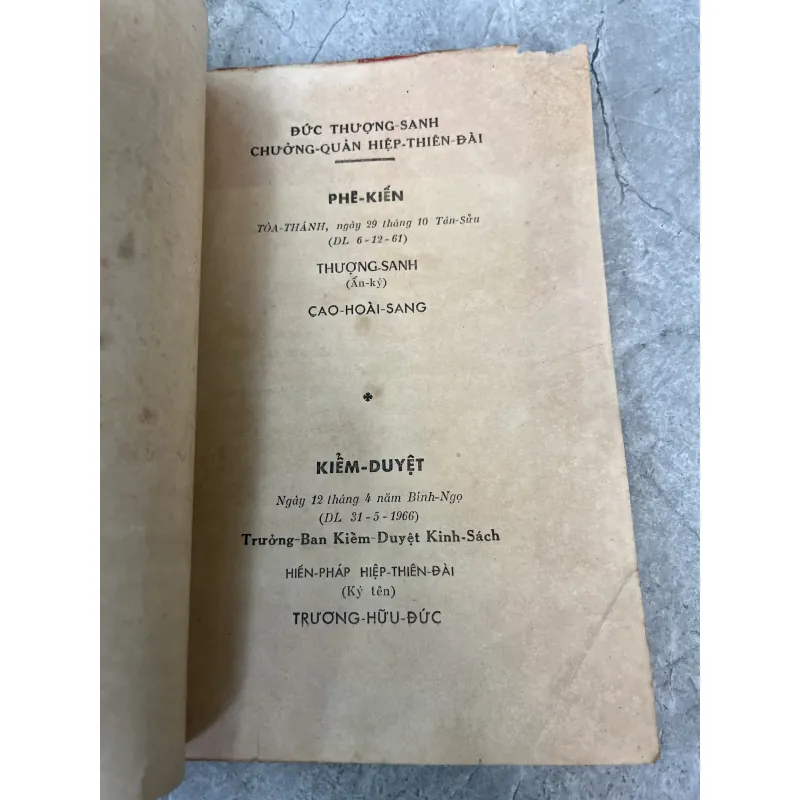 ĐỨC THƯỢNG-SANH
CHƯỞNG-QUẢN HIỆP-THIÊN-ĐÀI
PHÊ-KIẾN
TÒA-THÁNH, ngày 29 tháng 10 Tân-Sửu
(DL 6-12-61)
THƯỢNG-SANH
(Ấn-ký)
CAO-HOÀI-SANG
KIỂM-DUYỆT
Ngày 12 tháng 4 năm Bính-Ngọ
(DL 31-5-1966)
Trưởng-Ban Kiểm-Duyệt Kinh-Sách
HIẾN-PHÁP HIỆP-THIÊN-ĐÀI
(Ký tên)
TRƯƠNG-HỮU-ĐỨC